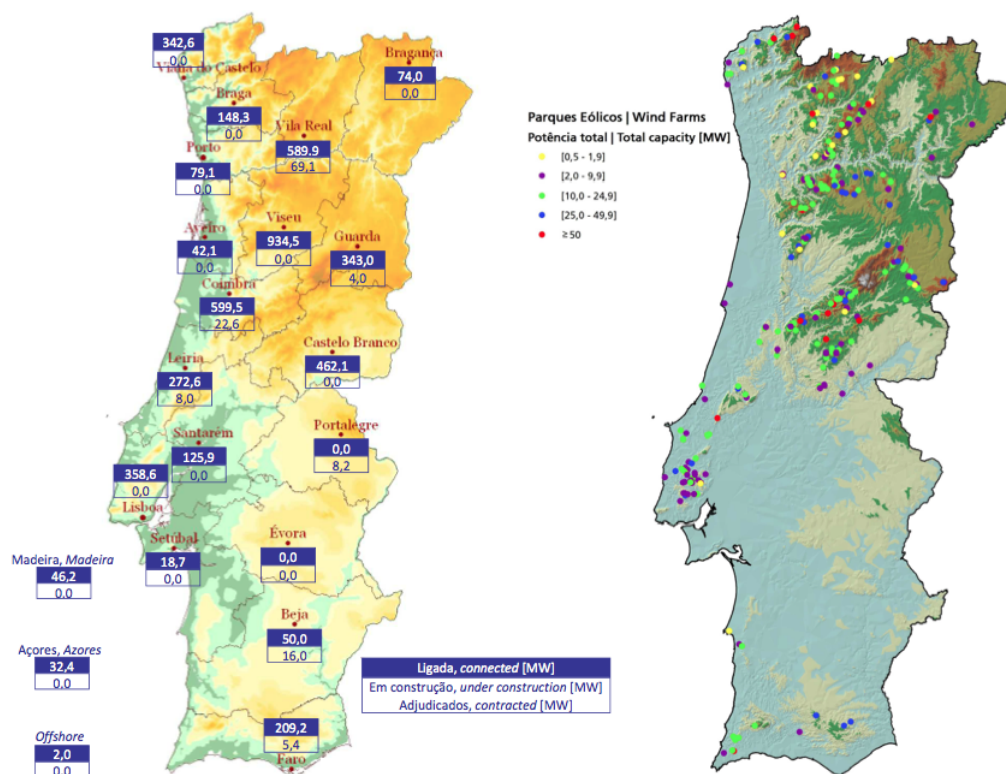 342,6
0,0
Viana do Castelo
Bragança
74,0
0,0
Braga
148,3
0,0
Vila Real
589.9
69,1
Porto
79,1
0,0
Aveiro
42,1
0,0
Viseu
934,5
0,0
Guarda
343,0
4,0
Coimbra
599,5
22,6
Castelo Branco
462,1
0,0
Leiria
272,6
8,0
Santarém
125,9
0,0
Portalegre
0,0
8,2
358,6
0,0
Lisboa
Setúbal
18,7
0,0
Évora
0,0
0,0
Madeira, Madeira
46,2
0.0
Beja
50,0
16,0
Açores, Azores
32,4
0.0
Ligada, connected [MW]
Em construção, under construction [MW]
Adjudicados, contracted [MW]
209,2
5,4
Faro
Offshore
2,0
0.0
Parques Eólicos | Wind Farms
Potência total | Total capacity [MW]
[0,5 - 1,9]
[2,0 - 9,9]
[10,0 - 24,9]
[25,0 - 49,9]
≥ 50